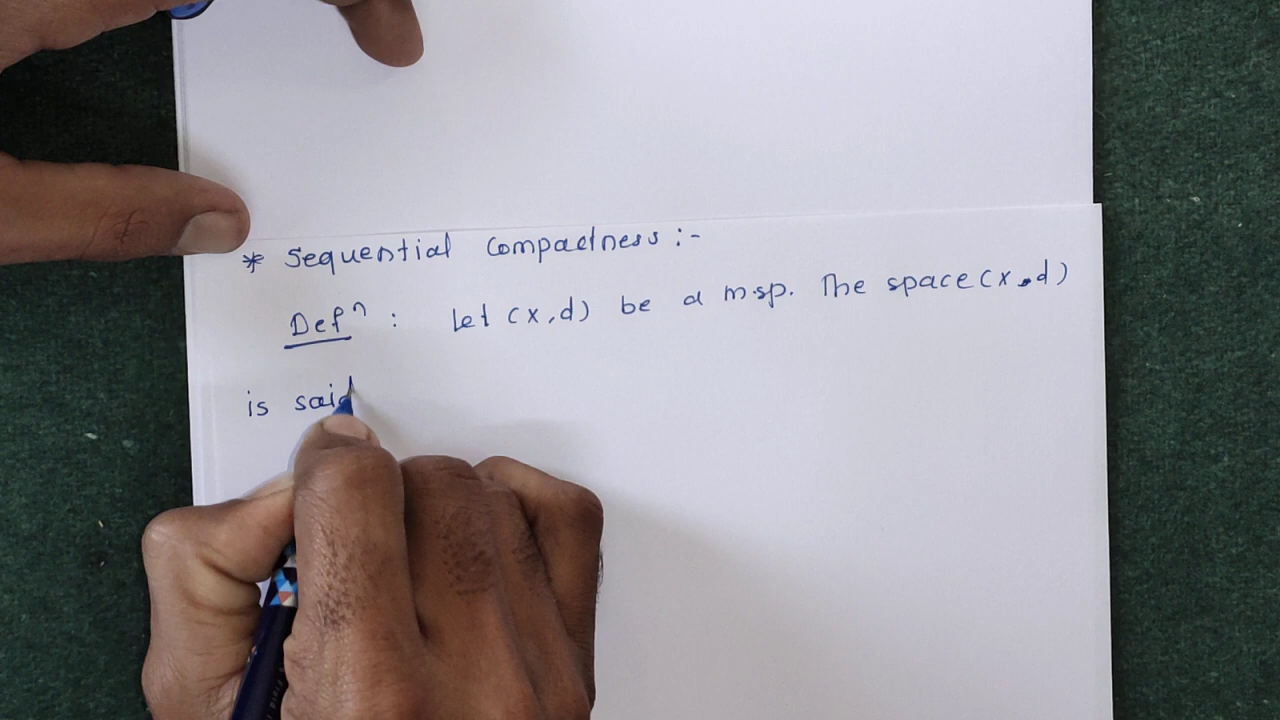 * Sequential compactness :-
Defⁿ : Let (x,d) be a m.sp. The space (x,d)
is said